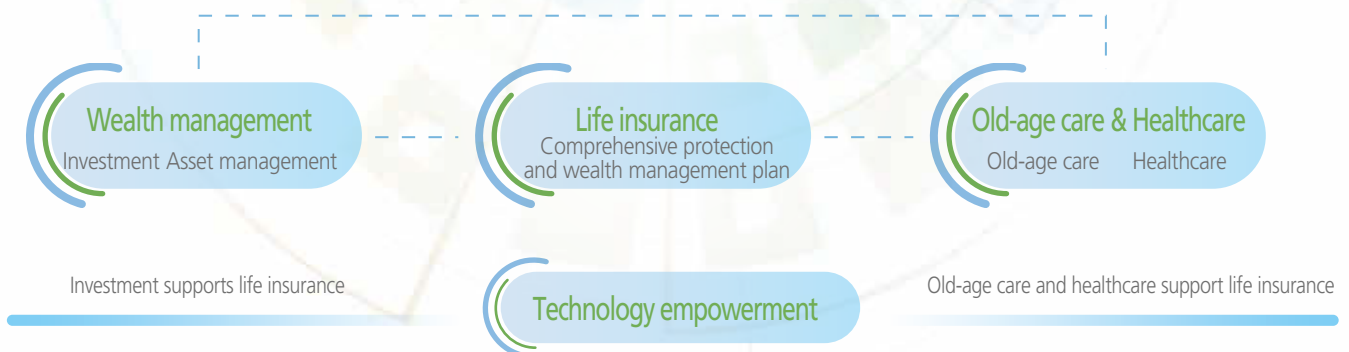 Wealth management
Investment Asset management
Life insurance
Comprehensive protection
and wealth management plan
Old-age care & Healthcare
Old-age care Healthcare
Investment supports life insurance
Technology empowerment
Old-age care and healthcare support life insurance